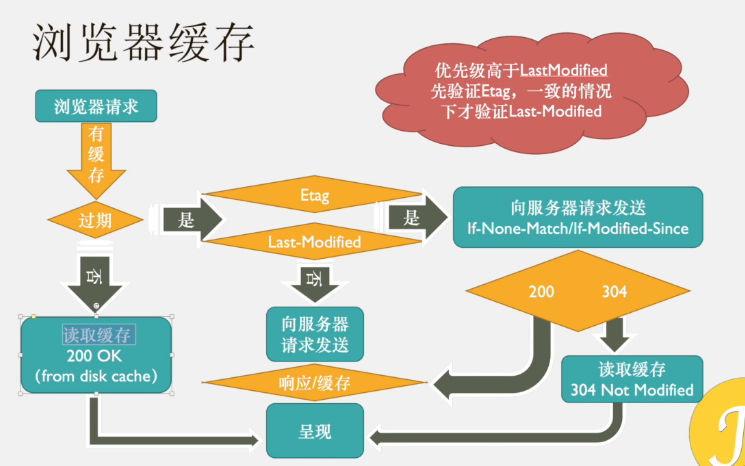 浏览器缓存
优先级高于LastModified
先验证Etag，一致的情况
下才验证Last-Modified
浏览器请求
有
缓
存
过期
是
Etag
Last-Modified
是
向服务器请求发送
If-None-Match/If-Modified-Since
否
否
200
304
读取缓存
200 OK
（from disk cache）
向服务器
请求发送
响应/缓存
读取缓存
304 Not Modified
呈现